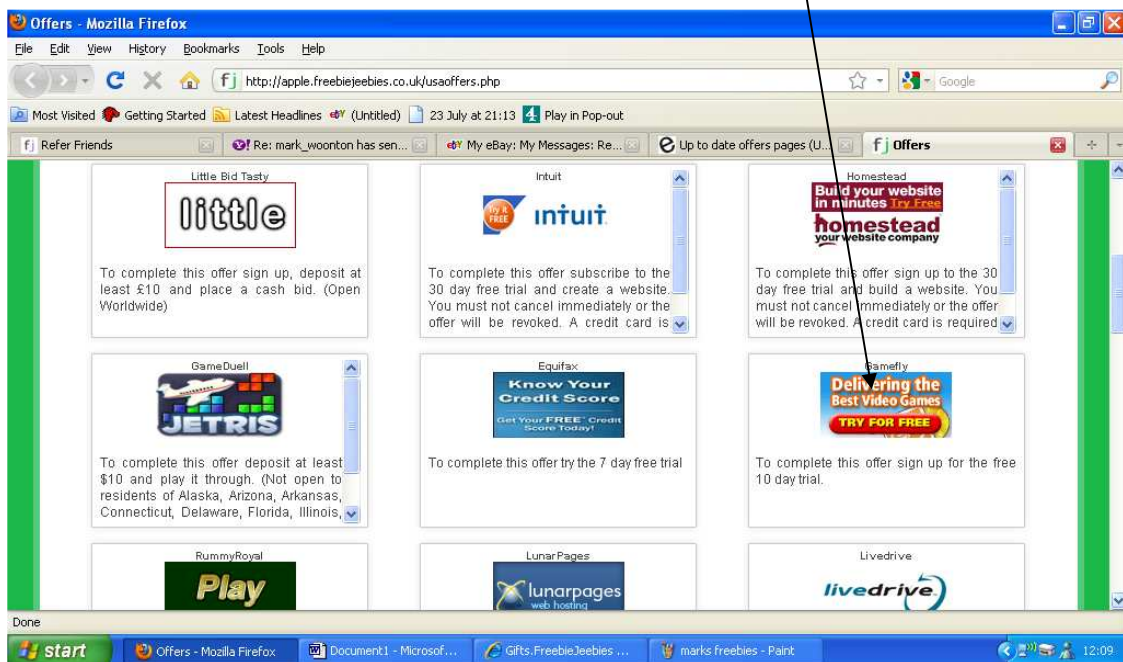 Offers - Mozilla Firefox
File Edit View History Bookmarks Tools Help
fj http://apple.freebiejeebies.co.uk/usaoffers.php Google
Most Visited Getting Started Latest Headlines ebY (Untitled) 23 July at 21:13 4 Play in Pop-out
fj Refer Friends Re: mark_woonton has sen... ebY My eBay: My Messages: Re... Up to date offers pages (U... fj Offers
Little Bid Tasty
little
To complete this offer sign up, deposit at
least £10 and place a cash bid. (Open
Worldwide)
Intuit
Try it
FREE
intuit
To complete this offer subscribe to the
30 day free trial and create a website.
You must not cancel immediately or the
offer will be revoked. A credit card is
Homestead
Build your website
in minutes Try Free
homestead
your website company
To complete this offer sign up to the 30
day free trial and build a website. You
must not cancel immediately or the offer
will be revoked. A credit card is required
GameDuell
JETRIS
To complete this offer deposit at least
$10 and play it through. (Not open to
residents of Alaska, Arizona, Arkansas,
Connecticut, Delaware, Florida, Illinois,
Equifax
Know Your
Credit Score
Get Your FREE Credit
Score Today!
To complete this offer try the 7 day free trial
Gamefly
Delivering the
Best Video Games
TRY FOR FREE
To complete this offer sign up for the free
10 day trial.
RummyRoyal
Play
LunarPages
lunarpages
web hosting
Livedrive
livedrive
Done
start Offers - Mozilla Firefox Document1 - Microsof... Gifts.FreebieJeebies ... marks freebies - Paint 12:09